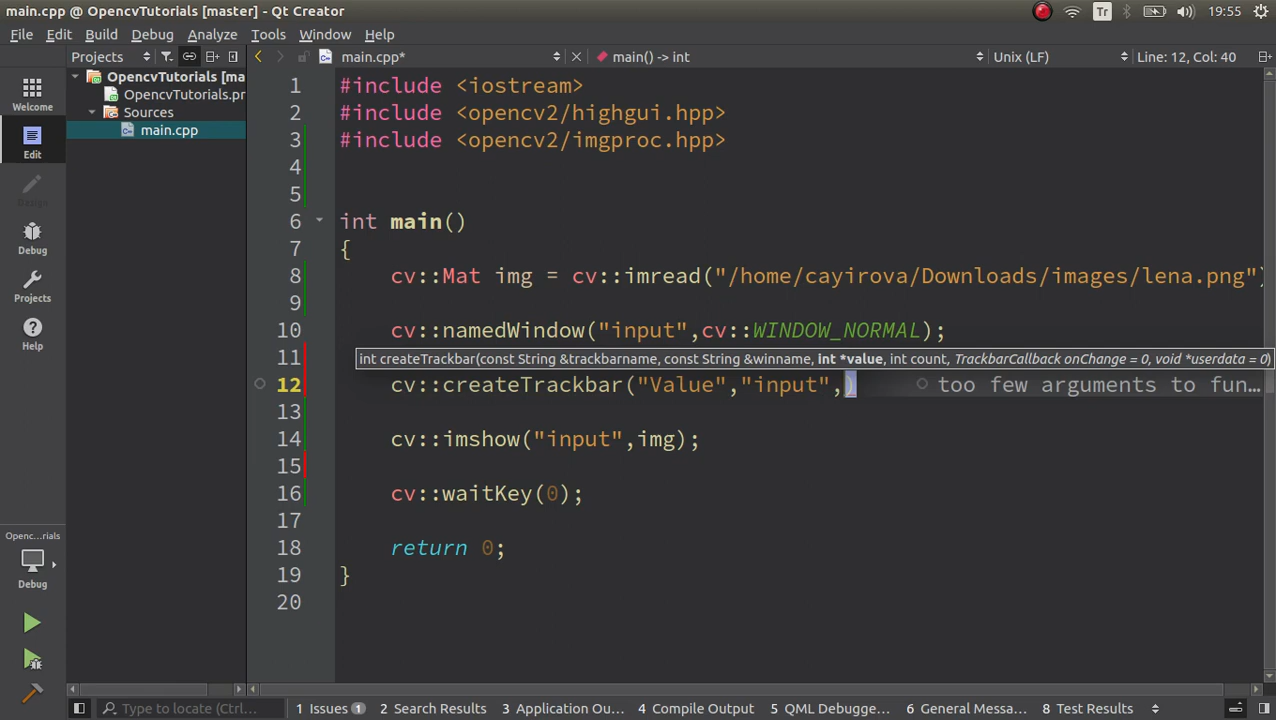 main.cpp @ OpencvTutorials [master] - Qt Creator
Tr
19:55
File Edit Build Debug Analyze Tools Window Help
Projects
main.cpp*
main() -> int
Unix (LF)
Line: 12, Col: 40
Welcome
Edit
Design
Debug
Projects
Help
Openc...rials
Debug
OpencvTutorials [ma
OpencvTutorials.pr
Sources
main.cpp
1 #include <iostream>
2 #include <opencv2/highgui.hpp>
3 #include <opencv2/imgproc.hpp>
4
5
6 int main()
7 {
8 cv::Mat img = cv::imread("/home/cayirova/Downloads/images/lena.png")
9
10 cv::namedWindow("input",cv::WINDOW_NORMAL);
11
int createTrackbar(const String &trackbarname, const String &winname, int *value, int count, TrackbarCallback onChange = 0, void *userdata = 0)
12 cv::createTrackbar("Value","input",) too few arguments to fun...
13
14 cv::imshow("input",img);
15
16 cv::waitKey(0);
17
18 return 0;
19 }
20
Type to locate (Ctrl...
1 Issues 1
2 Search Results
3 Application Ou...
4 Compile Output
5 QML Debugge...
6 General Messa...
8 Test Results